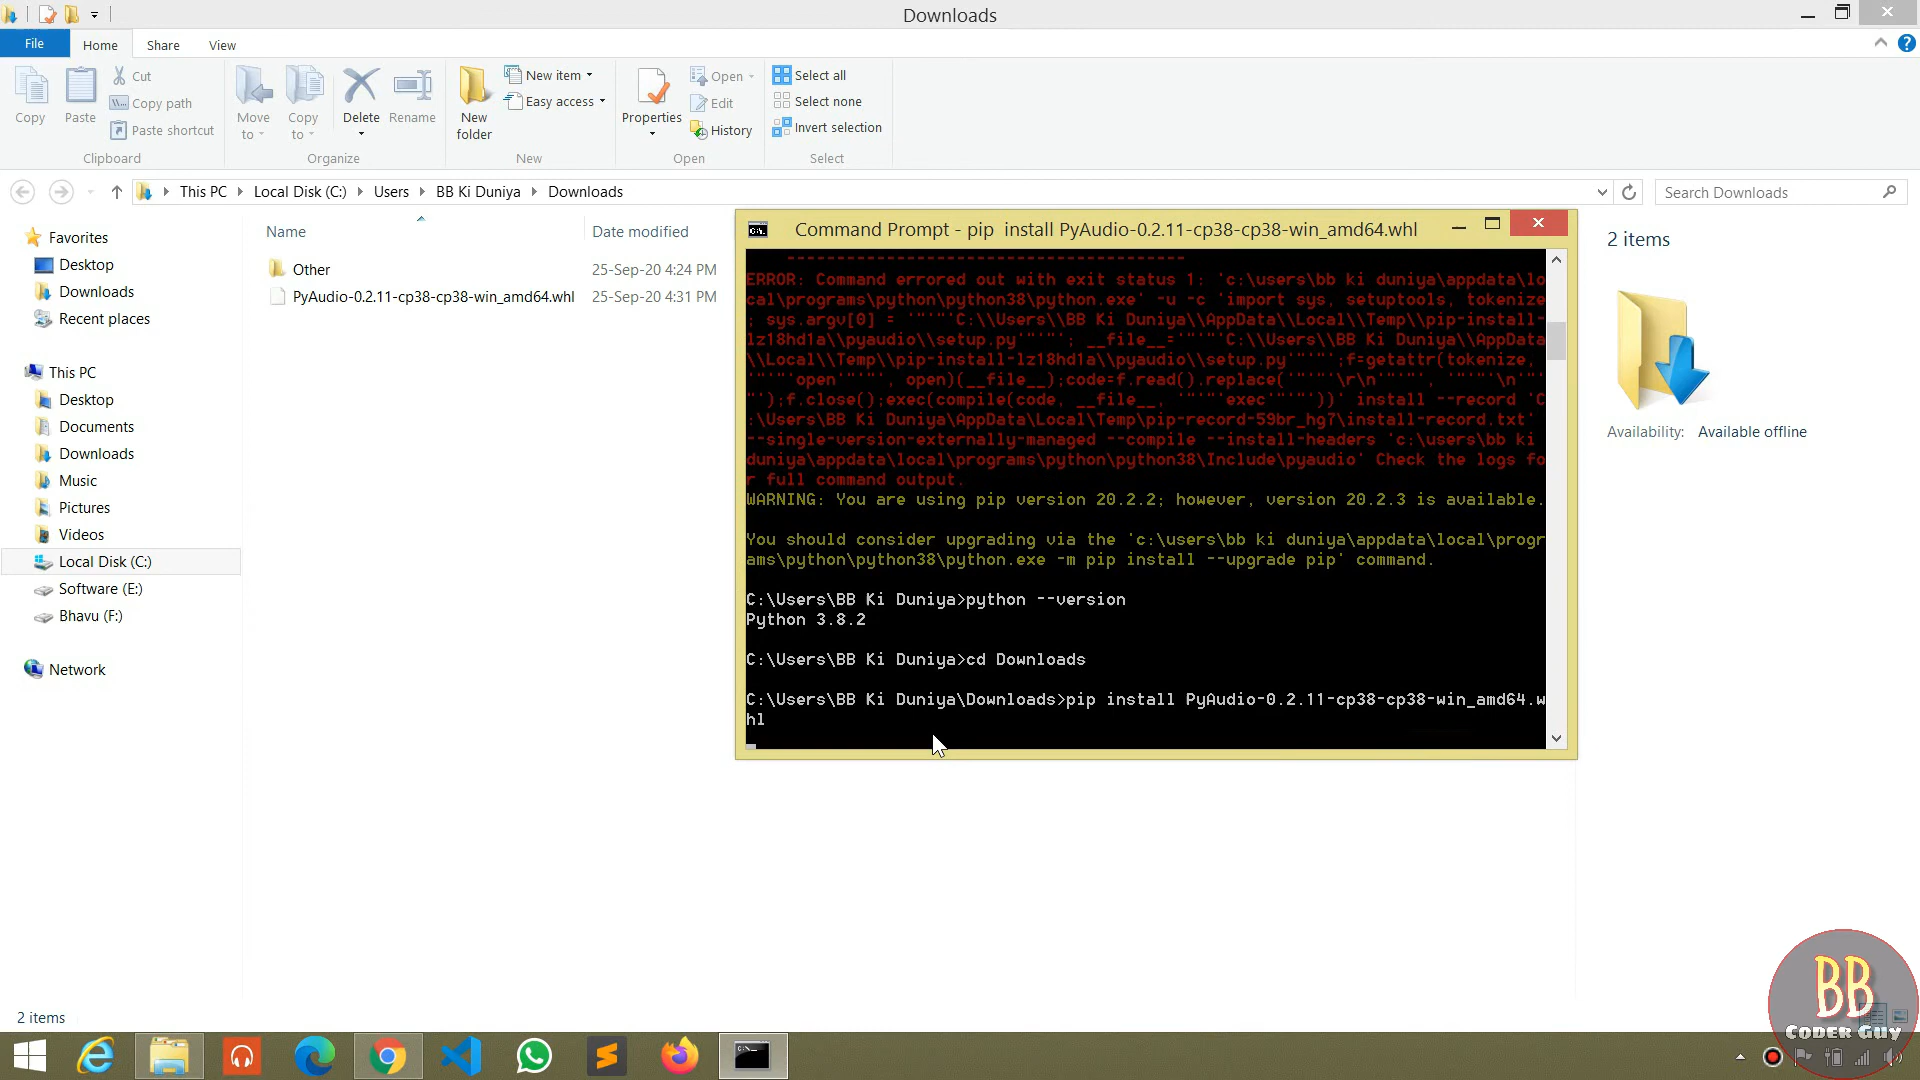 Downloads
File
Home
Share
View
Copy
Paste
Cut
Copy path
Paste shortcut
Clipboard
Move to
Copy to
Delete
Rename
Organize
New folder
New item
Easy access
New
Properties
Open
Edit
History
Open
Select all
Select none
Invert selection
Select
This PC
Local Disk (C:)
Users
BB Ki Duniya
Downloads
Search Downloads
Favorites
Desktop
Downloads
Recent places
This PC
Desktop
Documents
Downloads
Music
Pictures
Videos
Local Disk (C:)
Software (E:)
Bhavu (F:)
Network
Name
Date modified
Other
25-Sep-20 4:24 PM
PyAudio-0.2.11-cp38-cp38-win_amd64.whl
25-Sep-20 4:31 PM
C:\.
Command Prompt - pip  install PyAudio-0.2.11-cp38-cp38-win_amd64.whl
----------------------------------------
ERROR: Command errored out with exit status 1: 'c:\users\bb ki duniya\appdata\lo
cal\programs\python\python38\python.exe' -u -c 'import sys, setuptools, tokenize
; sys.argv[0] = '"'"'C:\\Users\\BB Ki Duniya\\AppData\\Local\\Temp\\pip-install-
lz18hd1a\\pyaudio\\setup.py'"'"'; __file__='"'"'C:\\Users\\BB Ki Duniya\\AppData
\\Local\\Temp\\pip-install-lz18hd1a\\pyaudio\\setup.py'"'"';f=getattr(tokenize, 
'"'"'open'"'"', open)(__file__);code=f.read().replace('"'"'\r\n'"'"', '"'"'\n'"'
"');f.close();exec(compile(code, __file__, '"'"'exec'"'"'))' install --record 'C
:\Users\BB Ki Duniya\AppData\Local\Temp\pip-record-59br_hg7\install-record.txt' 
--single-version-externally-managed --compile --install-headers 'c:\users\bb ki 
duniya\appdata\local\programs\python\python38\Include\pyaudio' Check the logs fo
r full command output.
WARNING: You are using pip version 20.2.2; however, version 20.2.3 is available.
You should consider upgrading via the 'c:\users\bb ki duniya\appdata\local\progr
ams\python\python38\python.exe -m pip install --upgrade pip' command.
C:\Users\BB Ki Duniya>python --version
Python 3.8.2
C:\Users\BB Ki Duniya>cd Downloads
C:\Users\BB Ki Duniya\Downloads>pip install PyAudio-0.2.11-cp38-cp38-win_amd64.w
hl
2 items
Availability: Available offline
2 items
BB
CODER GUY